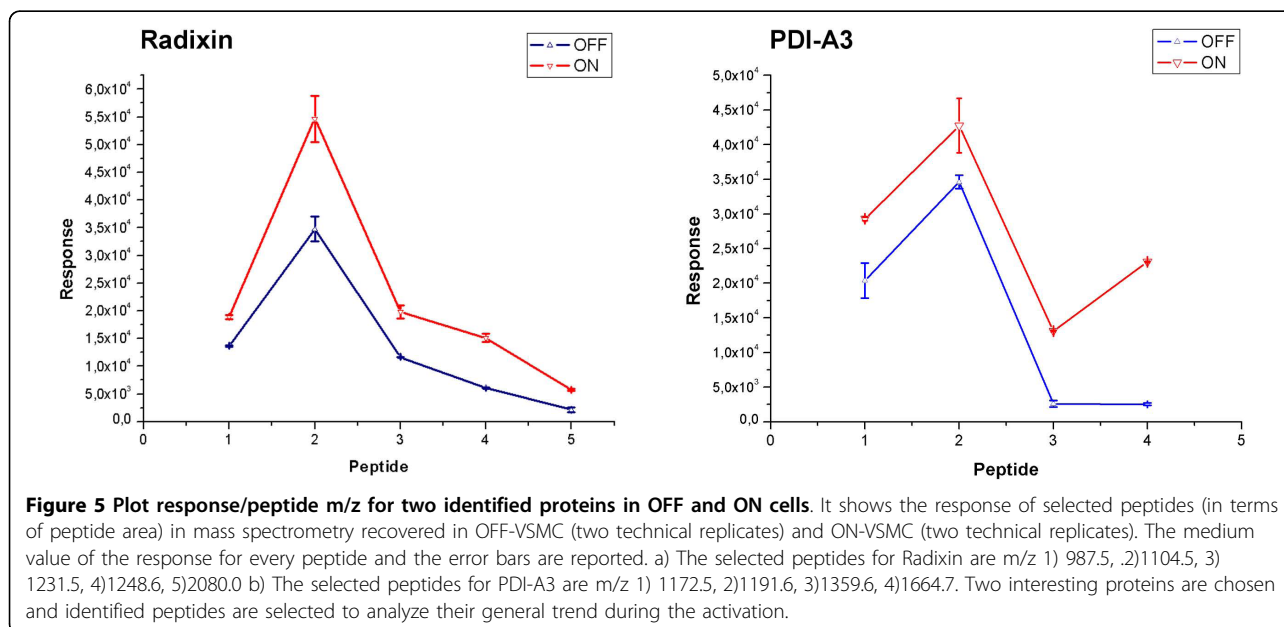 Radixin
OFF
ON
Response
6,0x10⁴
5,5x10⁴
5,0x10⁴
4,5x10⁴
4,0x10⁴
3,5x10⁴
3,0x10⁴
2,5x10⁴
2,0x10⁴
1,5x10⁴
1,0x10⁴
5,0x10³
0,0
0 1 2 3 4 5
Peptide
PDI-A3
OFF
ON
Response
5,0x10⁴
4,5x10⁴
4,0x10⁴
3,5x10⁴
3,0x10⁴
2,5x10⁴
2,0x10⁴
1,5x10⁴
1,0x10⁴
5,0x10³
0,0
0 1 2 3 4 5
Peptide
Figure 5 Plot response/peptide m/z for two identified proteins in OFF and ON cells. It shows the response of selected peptides (in terms
of peptide area) in mass spectrometry recovered in OFF-VSMC (two technical replicates) and ON-VSMC (two technical replicates). The medium
value of the response for every peptide and the error bars are reported. a) The selected peptides for Radixin are m/z 1) 987.5, .2)1104.5, 3)
1231.5, 4)1248.6, 5)2080.0 b) The selected peptides for PDI-A3 are m/z 1) 1172.5, 2)1191.6, 3)1359.6, 4)1664.7. Two interesting proteins are chosen
and identified peptides are selected to analyze their general trend during the activation.